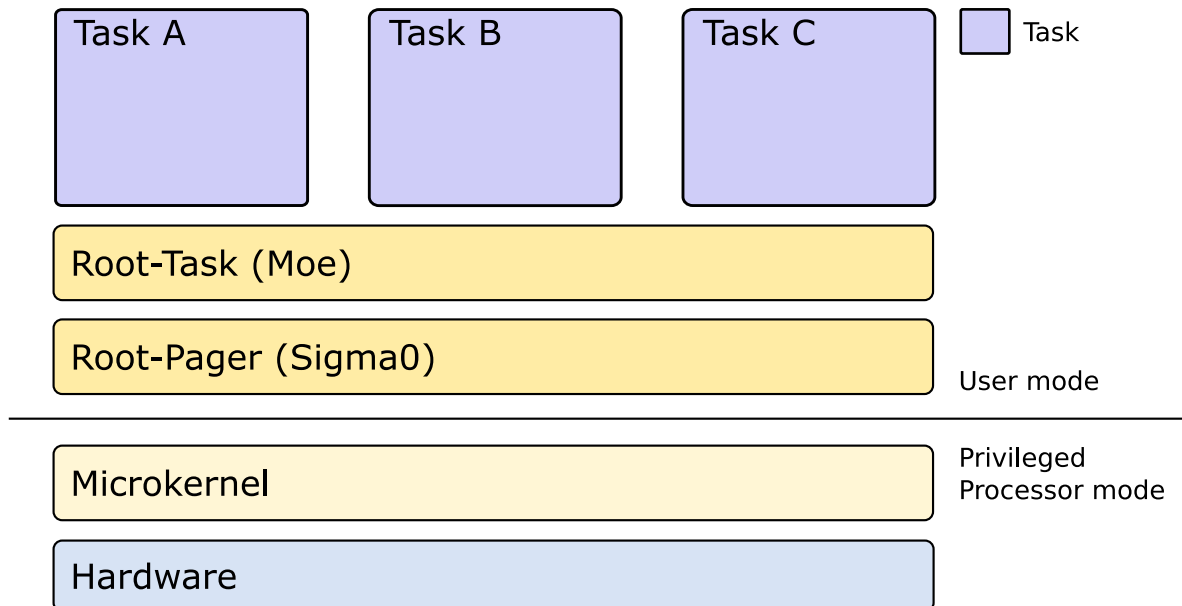 Task A
Task B
Task C
Task
Root-Task (Moe)
Root-Pager (Sigma0)
User mode
Microkernel
Privileged
Processor mode
Hardware